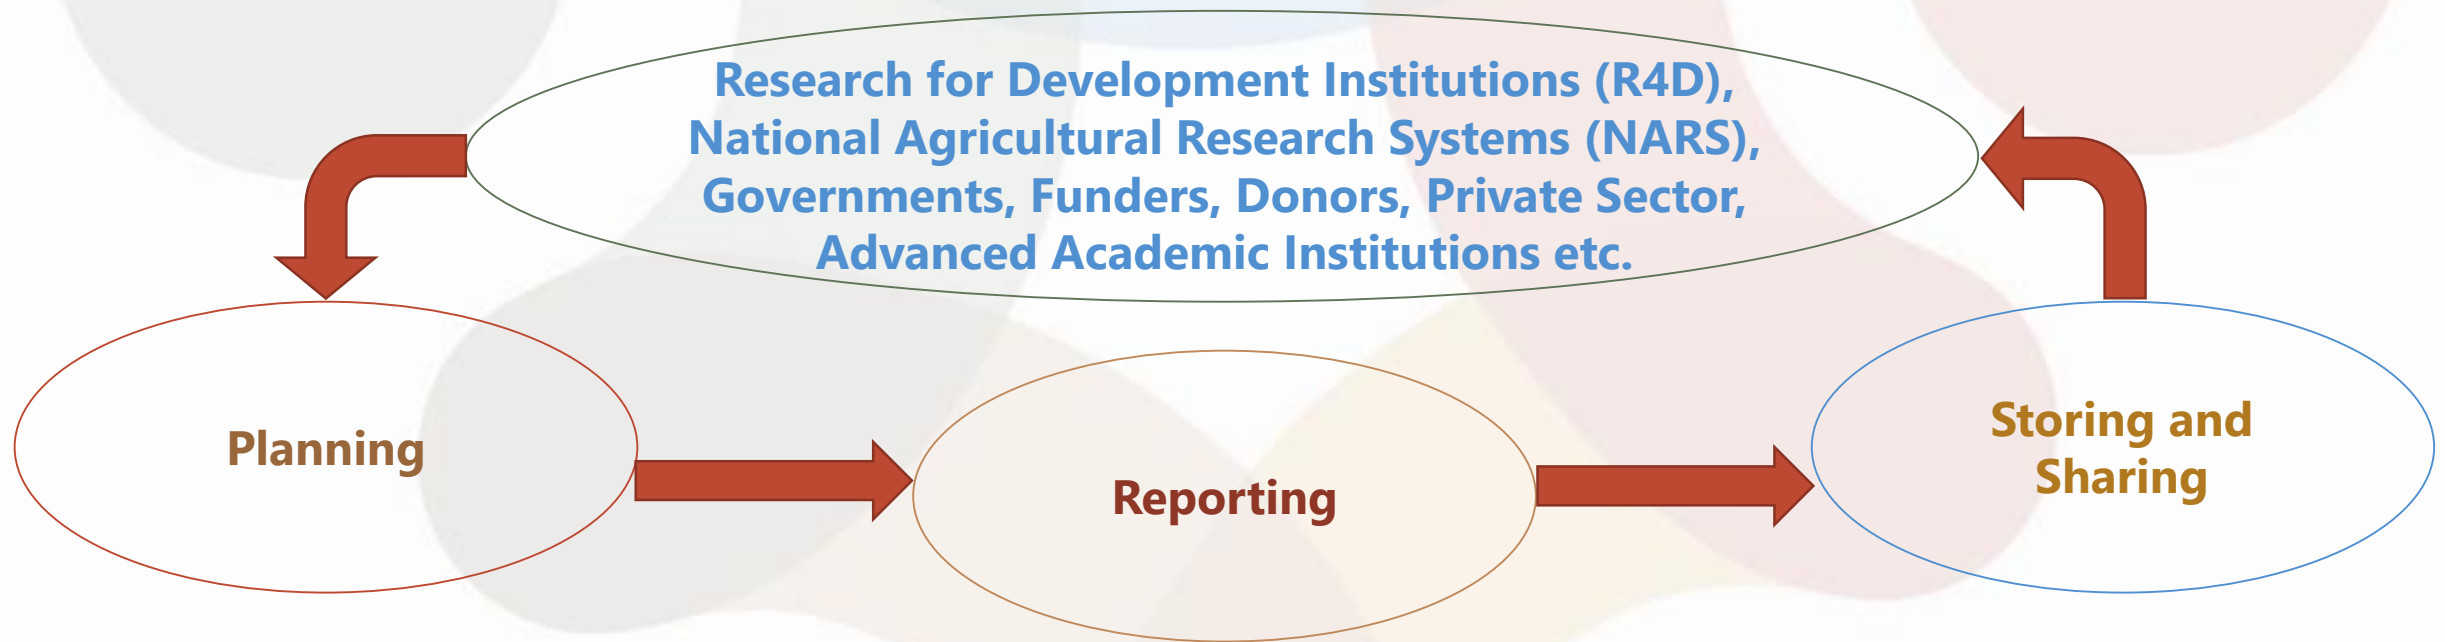 Research for Development Institutions (R4D),
National Agricultural Research Systems (NARS),
Governments, Funders, Donors, Private Sector,
Advanced Academic Institutions etc.
Planning
Reporting
Storing and
Sharing